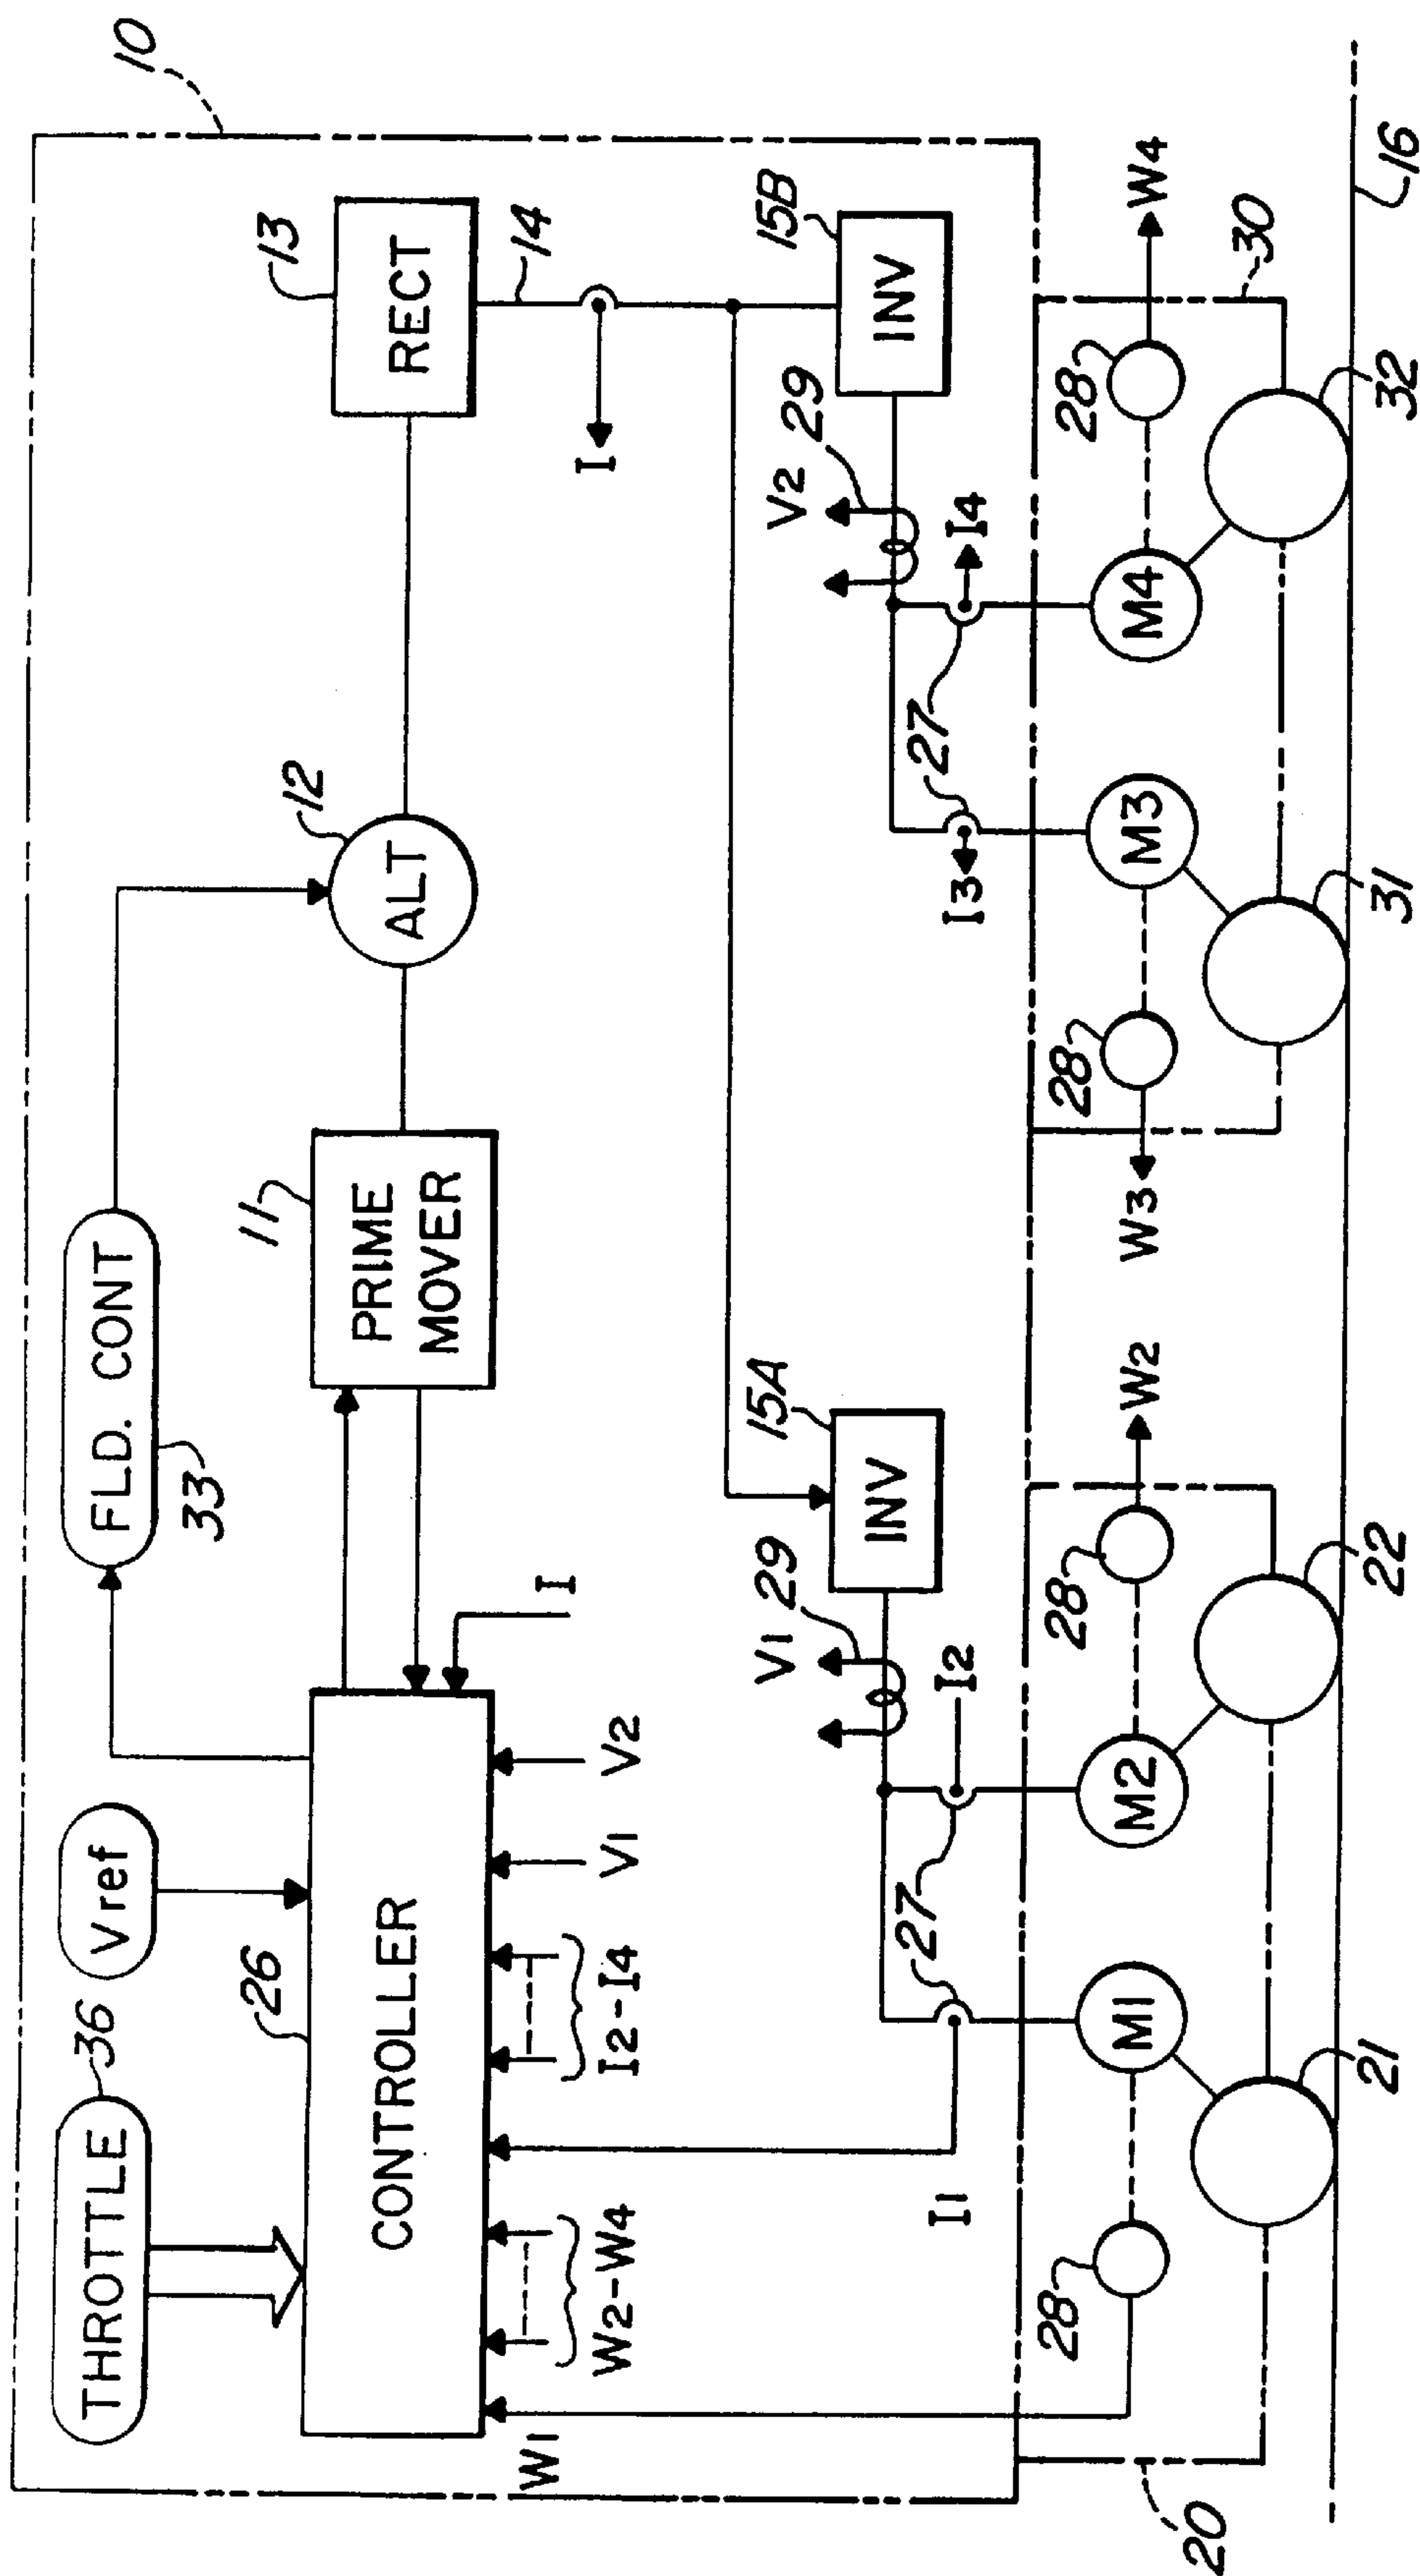 10
THROTTLE
36
Vref
FLD. CONT
33
26
CONTROLLER
11
PRIME
MOVER
12
ALT
13
RECT
14
I
I
W1
W2-W4
I2-I4
V1
V2
I1
15A
INV
V1
29
I2
27
15B
INV
V2
29
I4
27
I3
28
M1
M2
28
W2
W3
28
M3
M4
28
W4
20
21
22
31
32
30
16